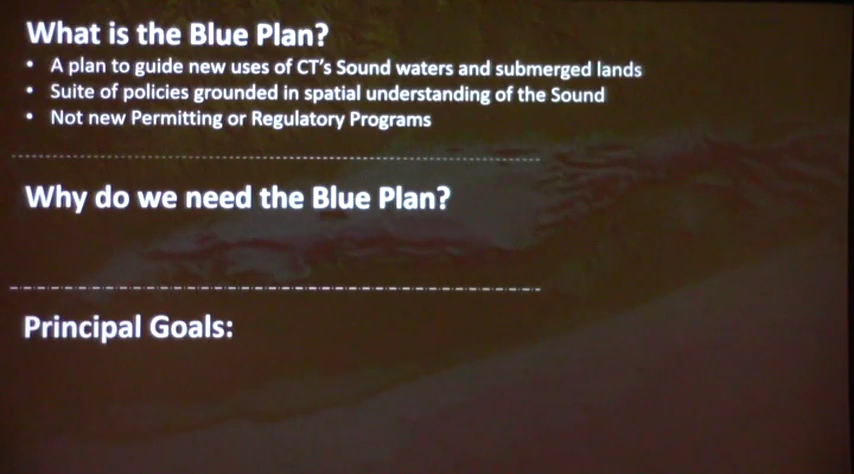 What is the Blue Plan?
• A plan to guide new uses of CT's Sound waters and submerged lands
• Suite of policies grounded in spatial understanding of the Sound
• Not new Permitting or Regulatory Programs
Why do we need the Blue Plan?
Principal Goals: